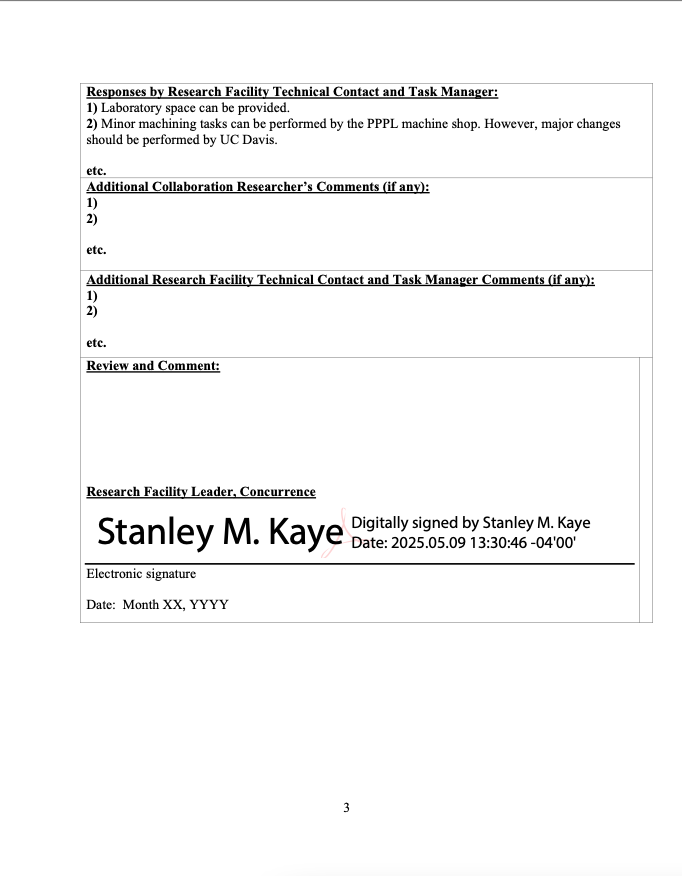 Responses by Research Facility Technical Contact and Task Manager:
1) Laboratory space can be provided.
2) Minor machining tasks can be performed by the PPPL machine shop. However, major changes
should be performed by UC Davis.
etc.
Additional Collaboration Researcher’s Comments (if any):
1)
2)
etc.
Additional Research Facility Technical Contact and Task Manager Comments (if any):
1)
2)
etc.
Review and Comment:
Research Facility Leader, Concurrence
Stanley M. Kaye
Digitally signed by Stanley M. Kaye
Date: 2025.05.09 13:30:46 -04'00'
Electronic signature
Date: Month XX, YYYY
3